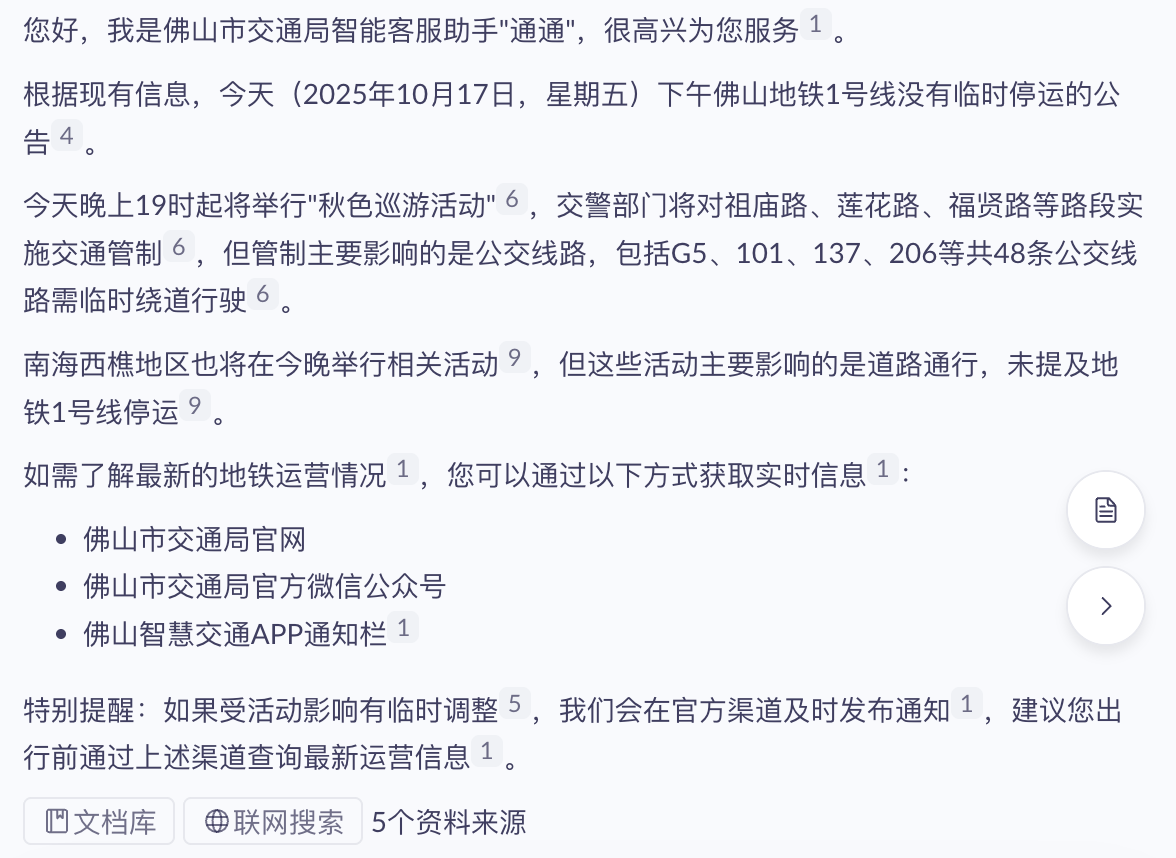 您好，我是佛山市交通局智能客服助手"通通"，很高兴为您服务1。
根据现有信息，今天（2025年10月17日，星期五）下午佛山地铁1号线没有临时停运的公
告4。
今天晚上19时起将举行"秋色巡游活动"6，交警部门将对祖庙路、莲花路、福贤路等路段实
施交通管制6，但管制主要影响的是公交线路，包括G5、101、137、206等共48条公交线
路需临时绕道行驶6。
南海西樵地区也将在今晚举行相关活动9，但这些活动主要影响的是道路通行，未提及地
铁1号线停运9。
如需了解最新的地铁运营情况1，您可以通过以下方式获取实时信息1：
• 佛山市交通局官网
• 佛山市交通局官方微信公众号
• 佛山智慧交通APP通知栏1
特别提醒：如果受活动影响有临时调整5，我们会在官方渠道及时发布通知1，建议您出
行前通过上述渠道查询最新运营信息1。
文档库 联网搜索 5个资料来源